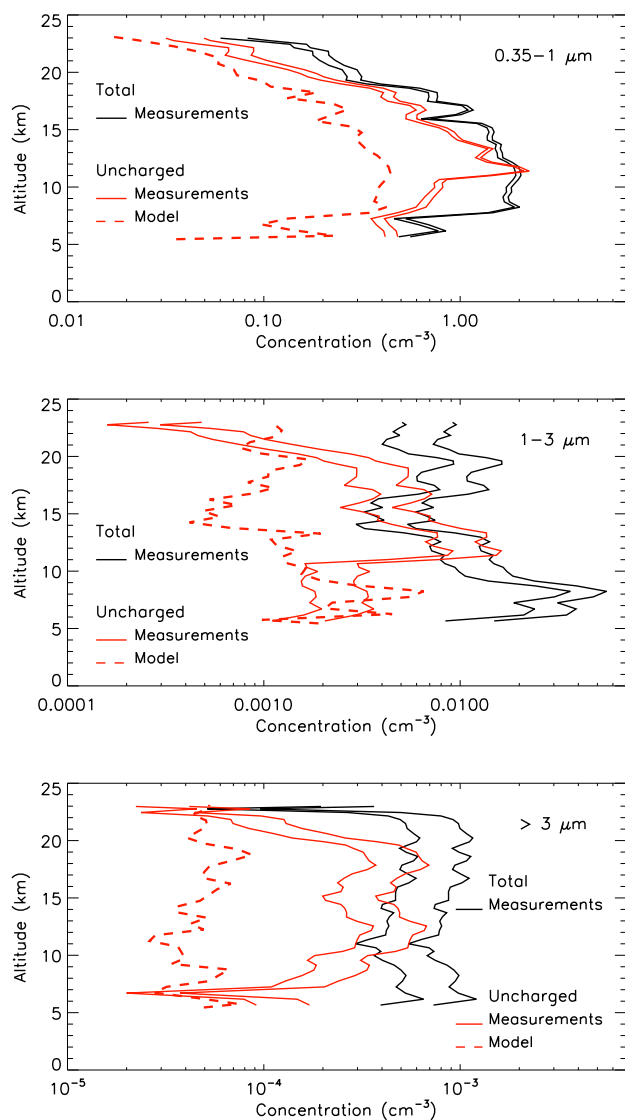 25
20
15
10
5
0
Altitude (km)
0.35−1 μm
Total
Measurements
Uncharged
Measurements
Model
0.01
0.10
1.00
Concentration (cm⁻³)
25
20
15
10
5
0
Altitude (km)
1−3 μm
Total
Measurements
Uncharged
Measurements
Model
0.0001
0.0010
0.0100
Concentration (cm⁻³)
25
20
15
10
5
0
Altitude (km)
> 3 μm
Total
Measurements
Uncharged
Measurements
Model
10⁻⁵
10⁻⁴
10⁻³
Concentration (cm⁻³)